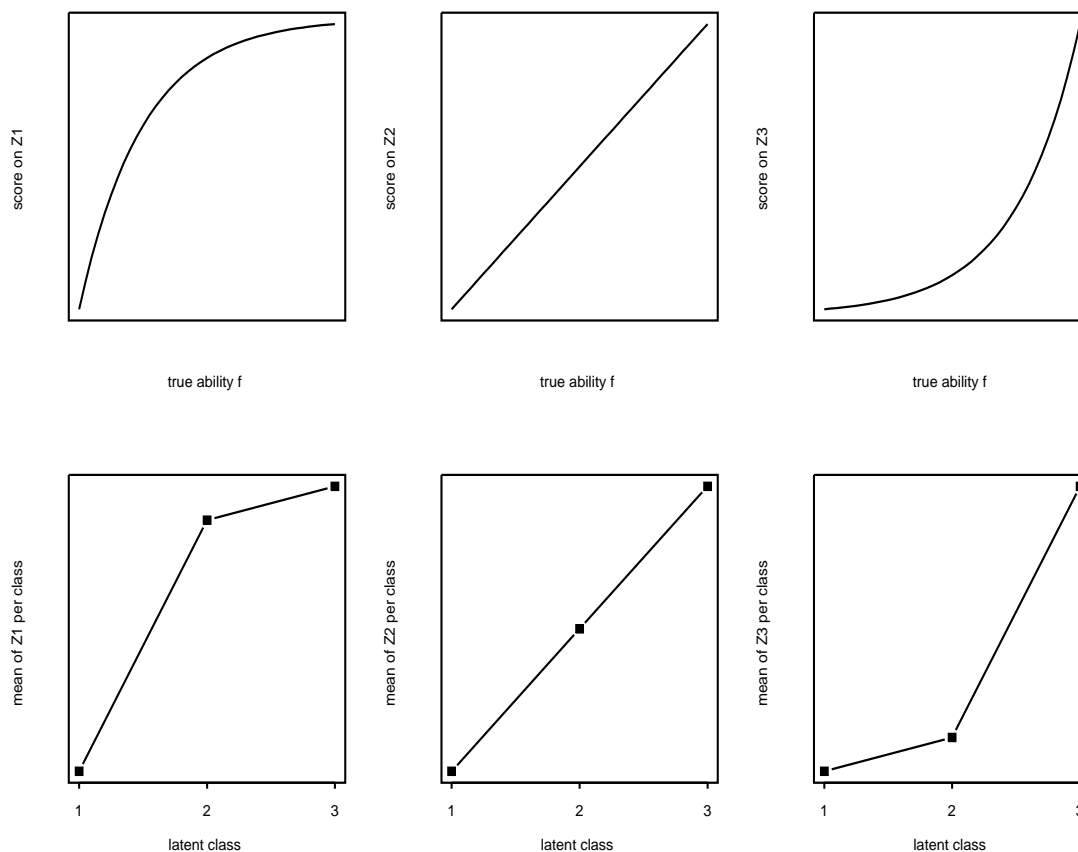 score on Z1
score on Z2
score on Z3
true ability f
true ability f
true ability f
mean of Z1 per class
mean of Z2 per class
mean of Z3 per class
1 2 3
1 2 3
1 2
latent class
latent class
latent class